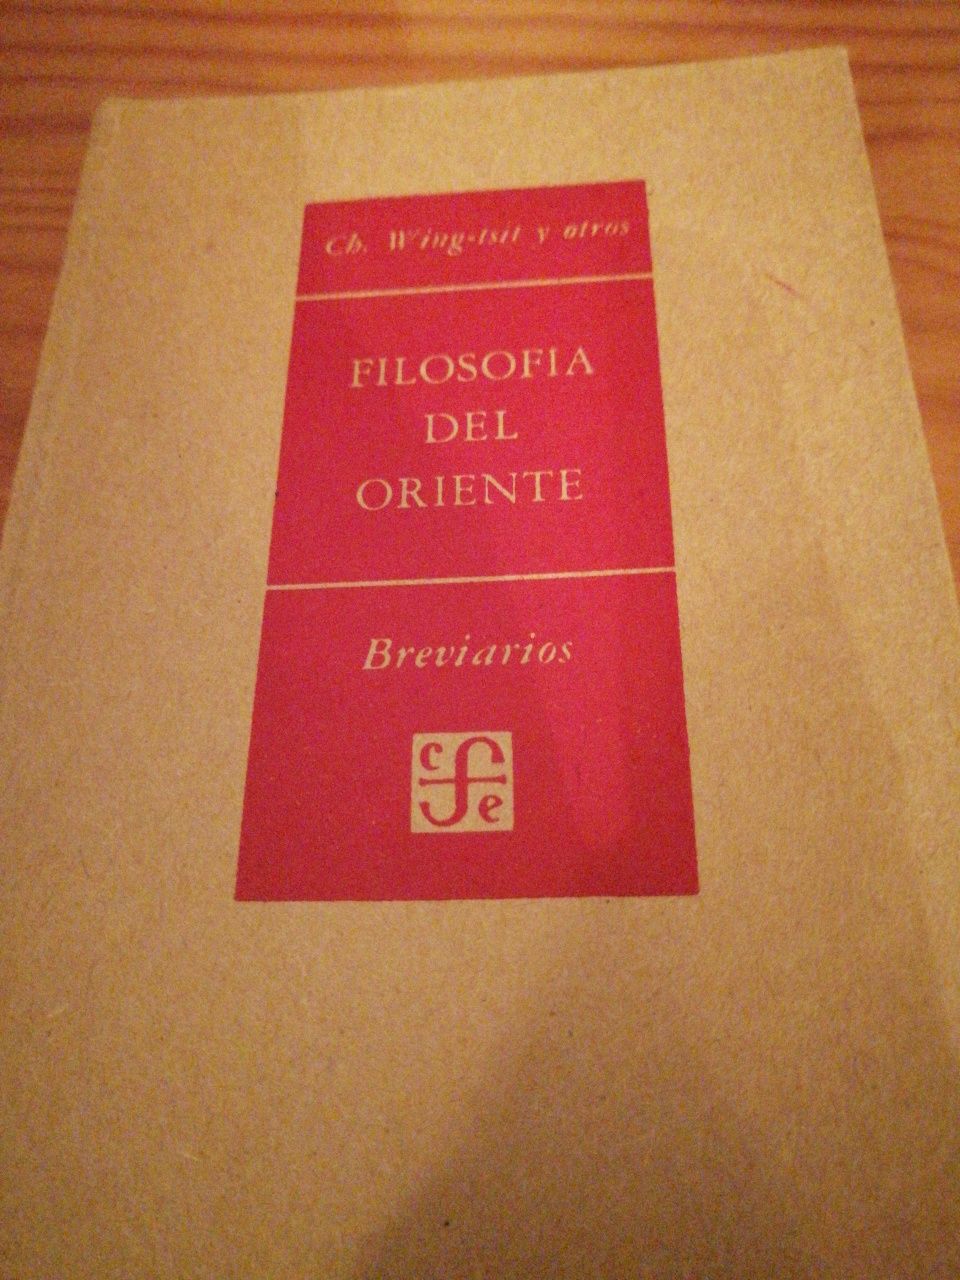 Ch. Wing-tsit y otros
FILOSOFIA
DEL
ORIENTE
Breviarios
cfe